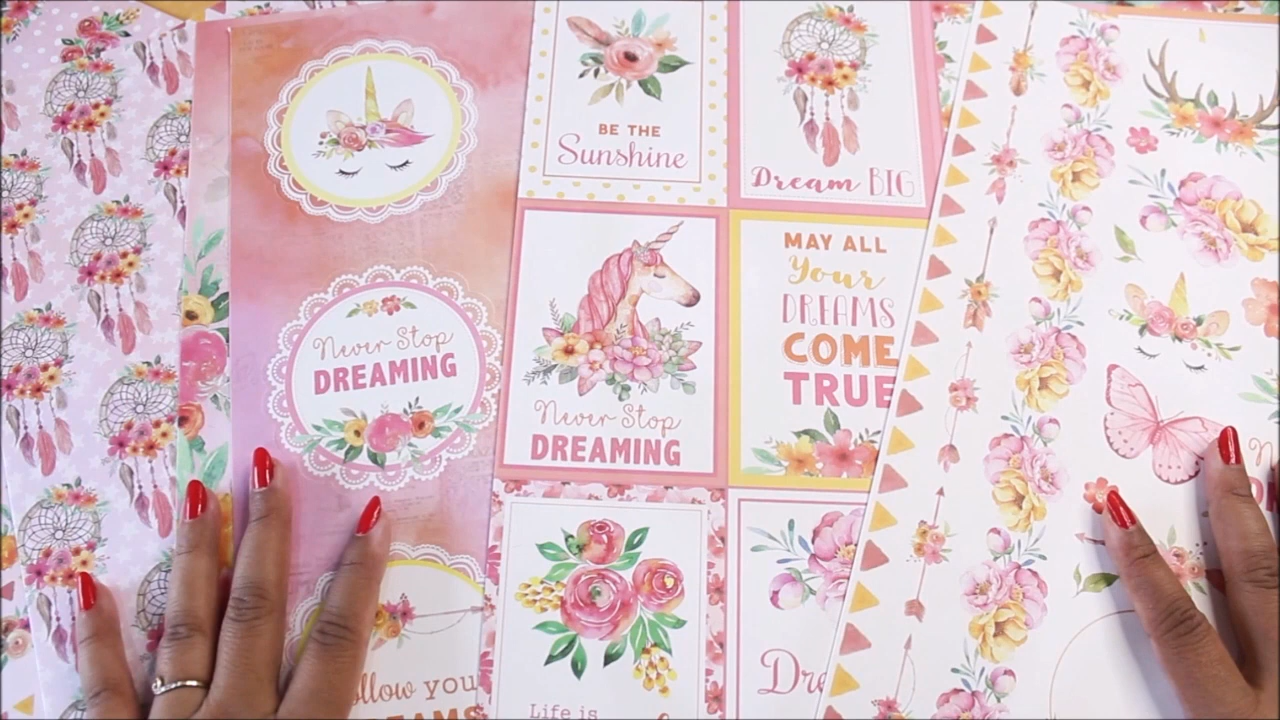 BE THE
Sunshine
Dream BIG
Never Stop
DREAMING
Never Stop
DREAMING
MAY ALL
Your
DREAMS
COME
TRUE
Life is